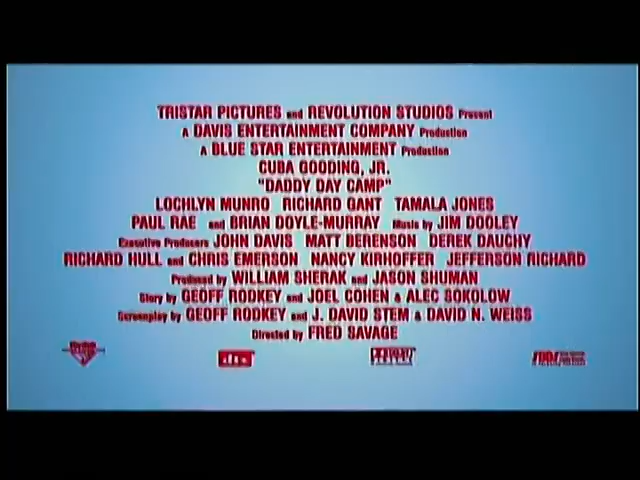 TRISTAR PICTURES and REVOLUTION STUDIOS Present
A DAVIS ENTERTAINMENT COMPANY Production
A BLUE STAR ENTERTAINMENT Production
CUBA GOODING, JR.
"DADDY DAY CAMP"
LOCHLYN MUNRO RICHARD GANT TAMALA JONES
PAUL RAE and BRIAN DOYLE-MURRAY Music by JIM DOOLEY
Executive Producers JOHN DAVIS MATT BERENSON DEREK DAUCHY
RICHARD HULL and CHRIS EMERSON NANCY KIRHOFFER JEFFERSON RICHARD
Produced by WILLIAM SHERAK and JASON SHUMAN
Story by GEOFF RODKEY and JOEL COHEN & ALEC SOKOLOW
Screenplay by GEOFF RODKEY and J. DAVID STEM & DAVID N. WEISS
Directed by FRED SAVAGE
dts